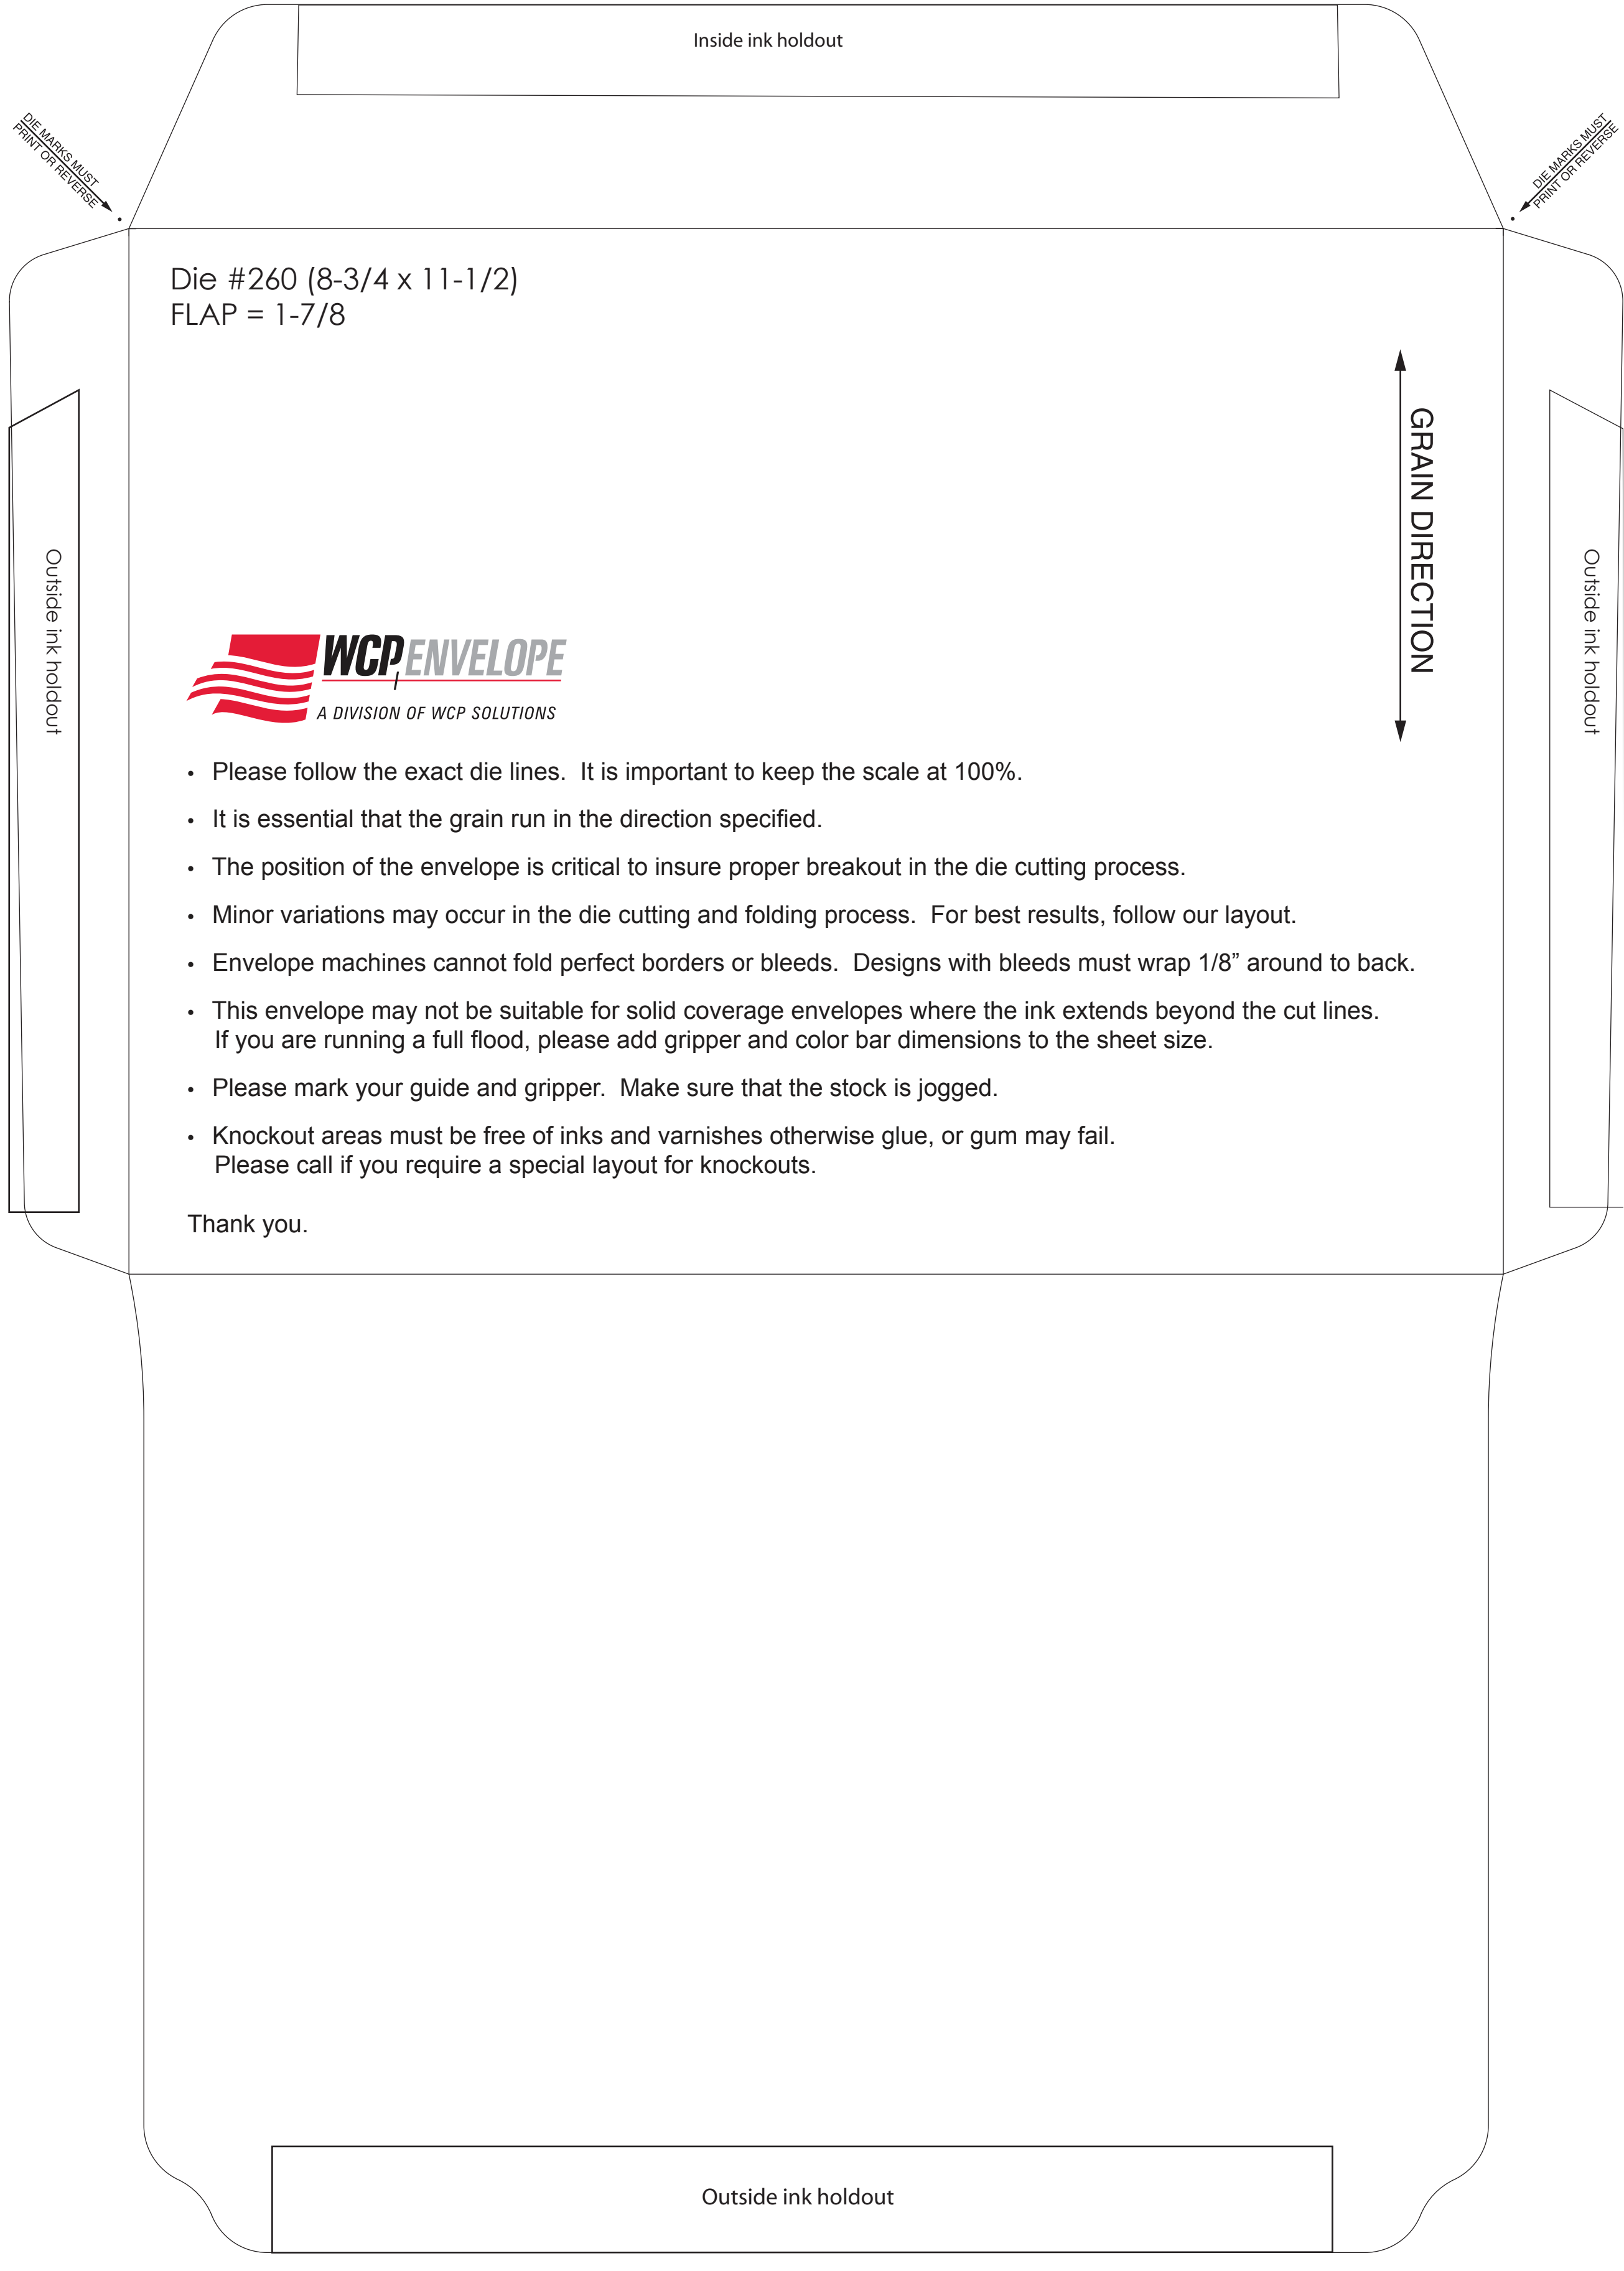 Inside ink holdout
DIE MARKS MUST
PRINT OR REVERSE
DIE MARKS MUST
PRINT OR REVERSE
Die #260 (8-3/4 x 11-1/2)
FLAP = 1-7/8
GRAIN DIRECTION
Outside ink holdout
Outside ink holdout
WCP ENVELOPE
A DIVISION OF WCP SOLUTIONS
• Please follow the exact die lines.  It is important to keep the scale at 100%.
• It is essential that the grain run in the direction specified.
• The position of the envelope is critical to insure proper breakout in the die cutting process.
• Minor variations may occur in the die cutting and folding process.  For best results, follow our layout.
• Envelope machines cannot fold perfect borders or bleeds.  Designs with bleeds must wrap 1/8” around to back.
• This envelope may not be suitable for solid coverage envelopes where the ink extends beyond the cut lines.
If you are running a full flood, please add gripper and color bar dimensions to the sheet size.
• Please mark your guide and gripper.  Make sure that the stock is jogged.
• Knockout areas must be free of inks and varnishes otherwise glue, or gum may fail.
Please call if you require a special layout for knockouts.
Thank you.
Outside ink holdout